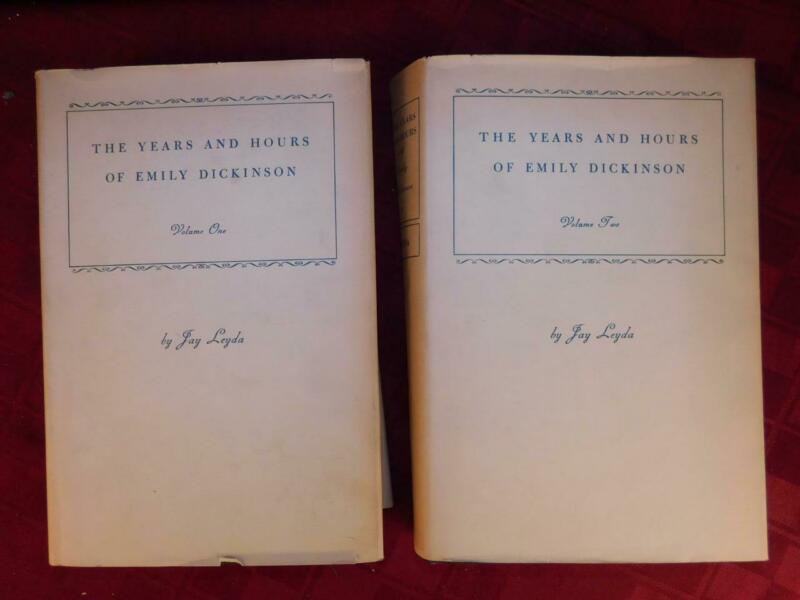 THE YEARS AND HOURS
OF EMILY DICKINSON
Volume One
by Jay Leyda
THE YEARS AND HOURS
OF EMILY DICKINSON
Volume Two
by Jay Leyda